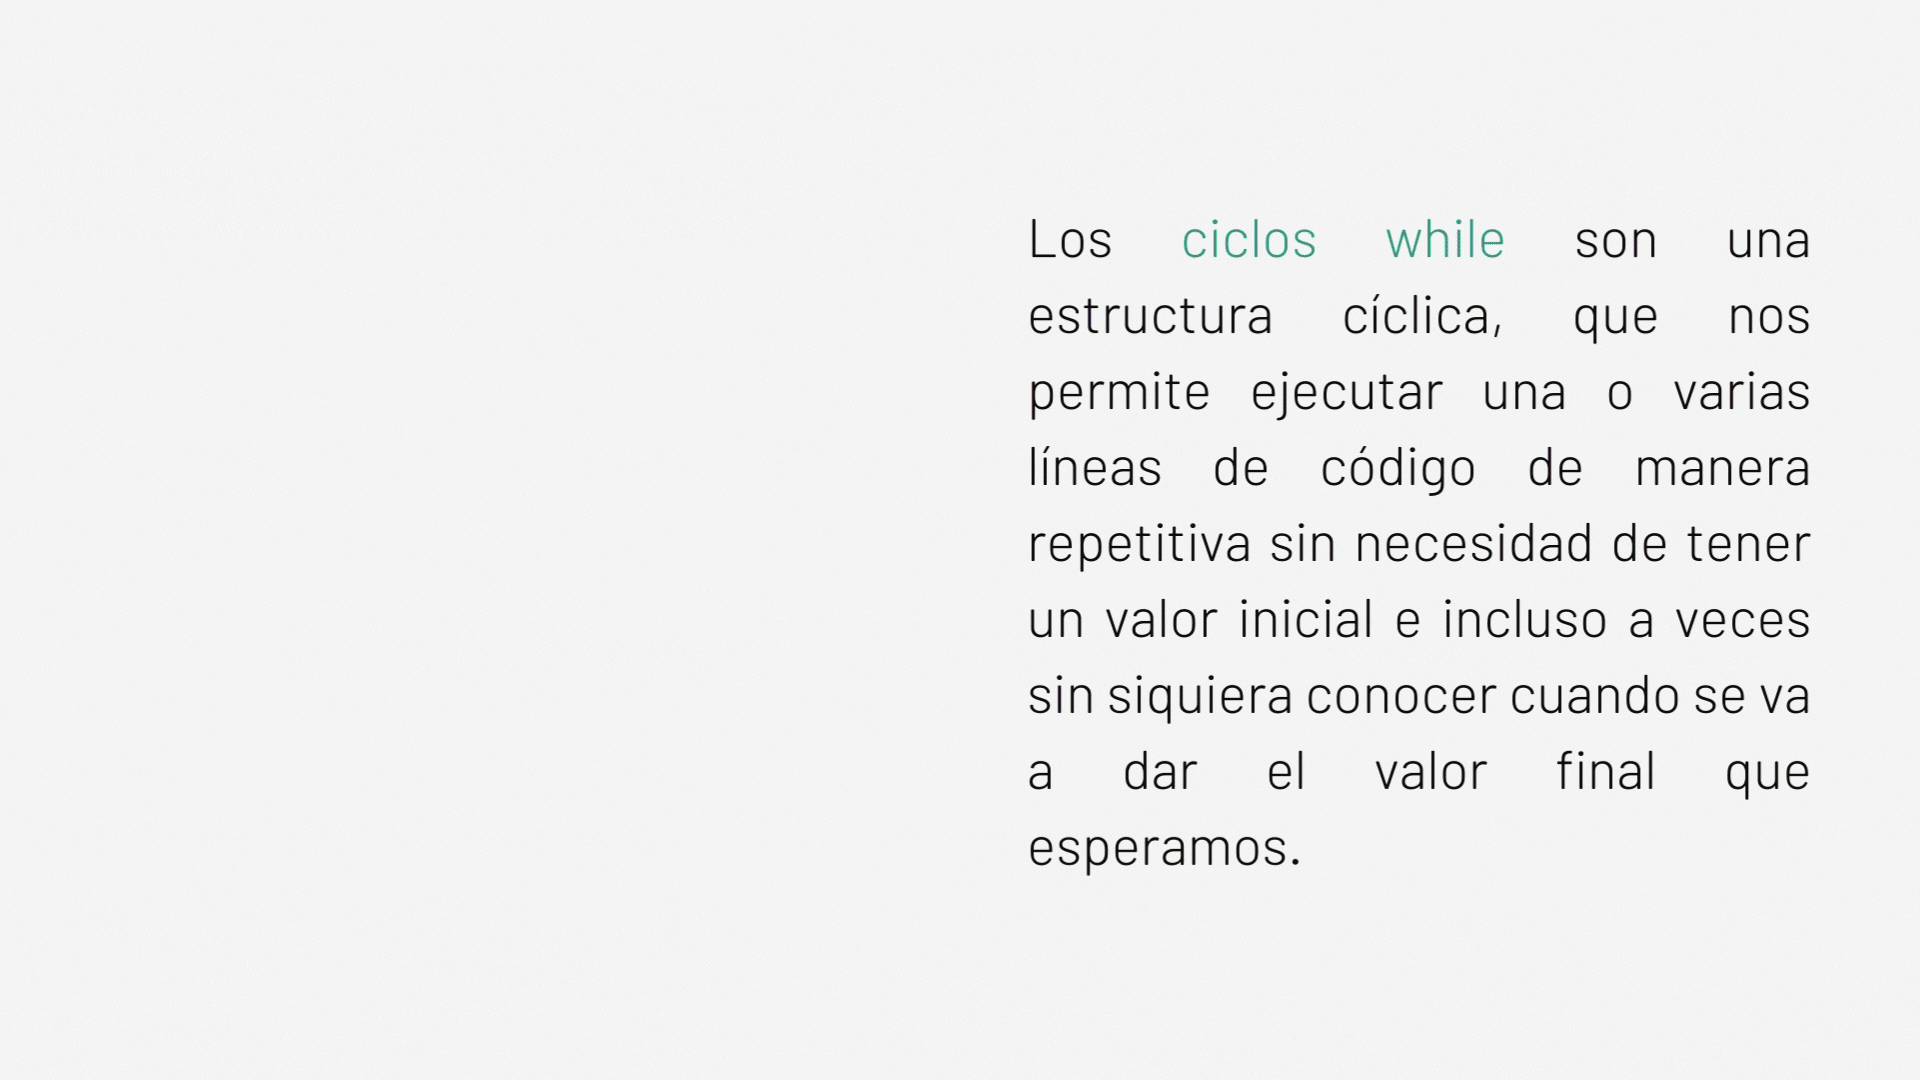 Los ciclos while son una
estructura cíclica, que nos
permite ejecutar una o varias
líneas de código de manera
repetitiva sin necesidad de tener
un valor inicial e incluso a veces
sin siquiera conocer cuando se va
a dar el valor final que
esperamos.